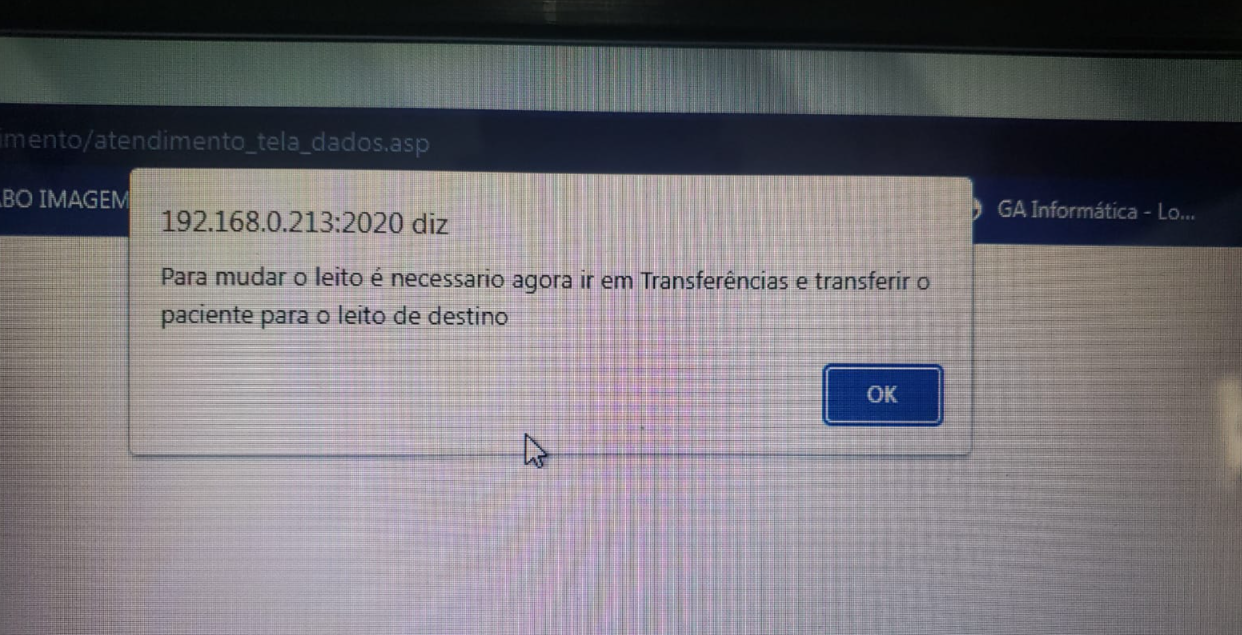 imento/atendimento_tela_dados.asp
BO IMAGEM
GA Informática - Lo...
192.168.0.213:2020 diz
Para mudar o leito é necessario agora ir em Transferências e transferir o
paciente para o leito de destino
OK